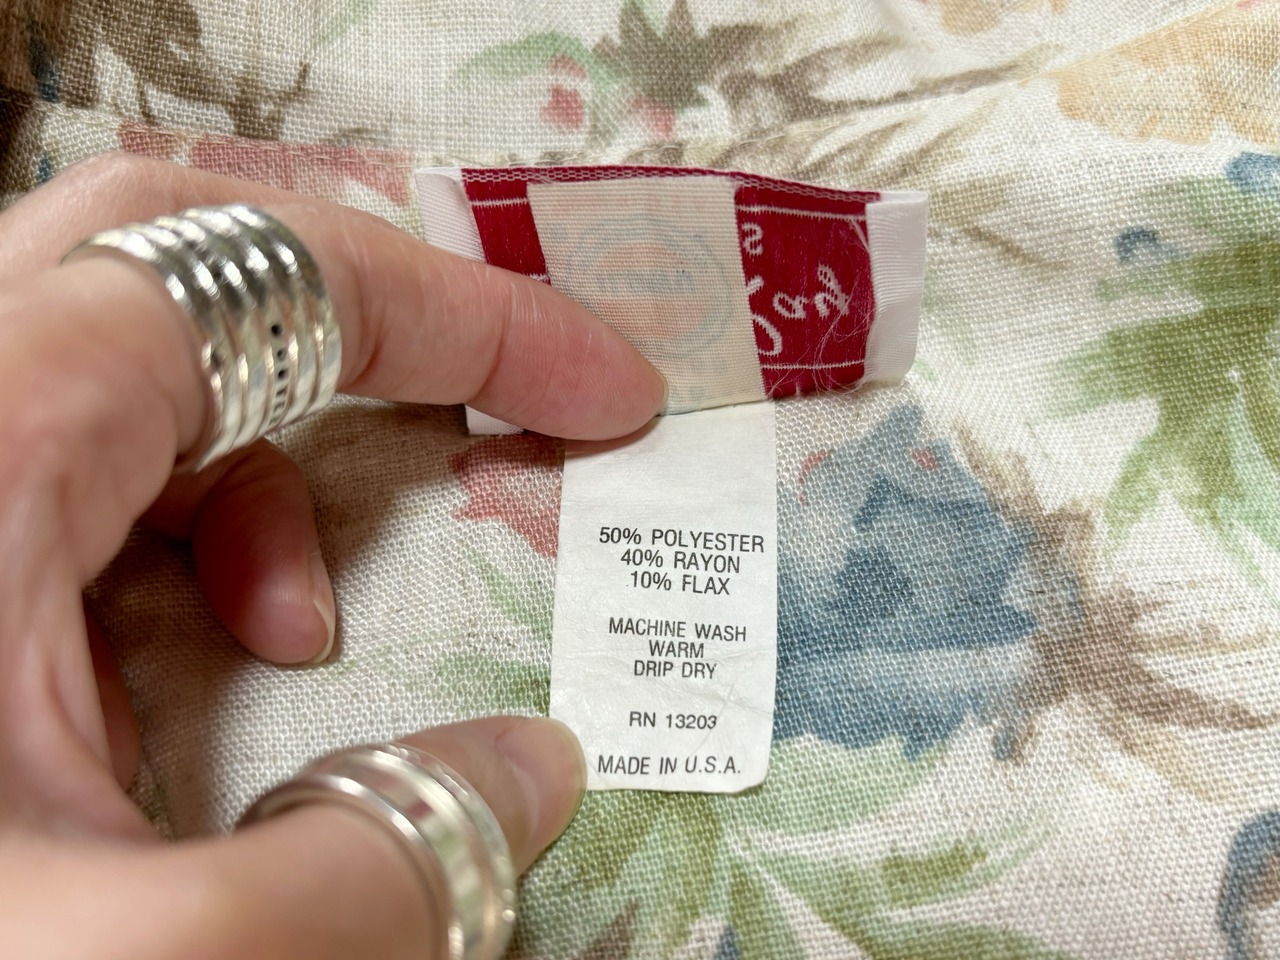 50% POLYESTER
40% RAYON
10% FLAX
MACHINE WASH
WARM
DRIP DRY
RN 13203
MADE IN U.S.A.